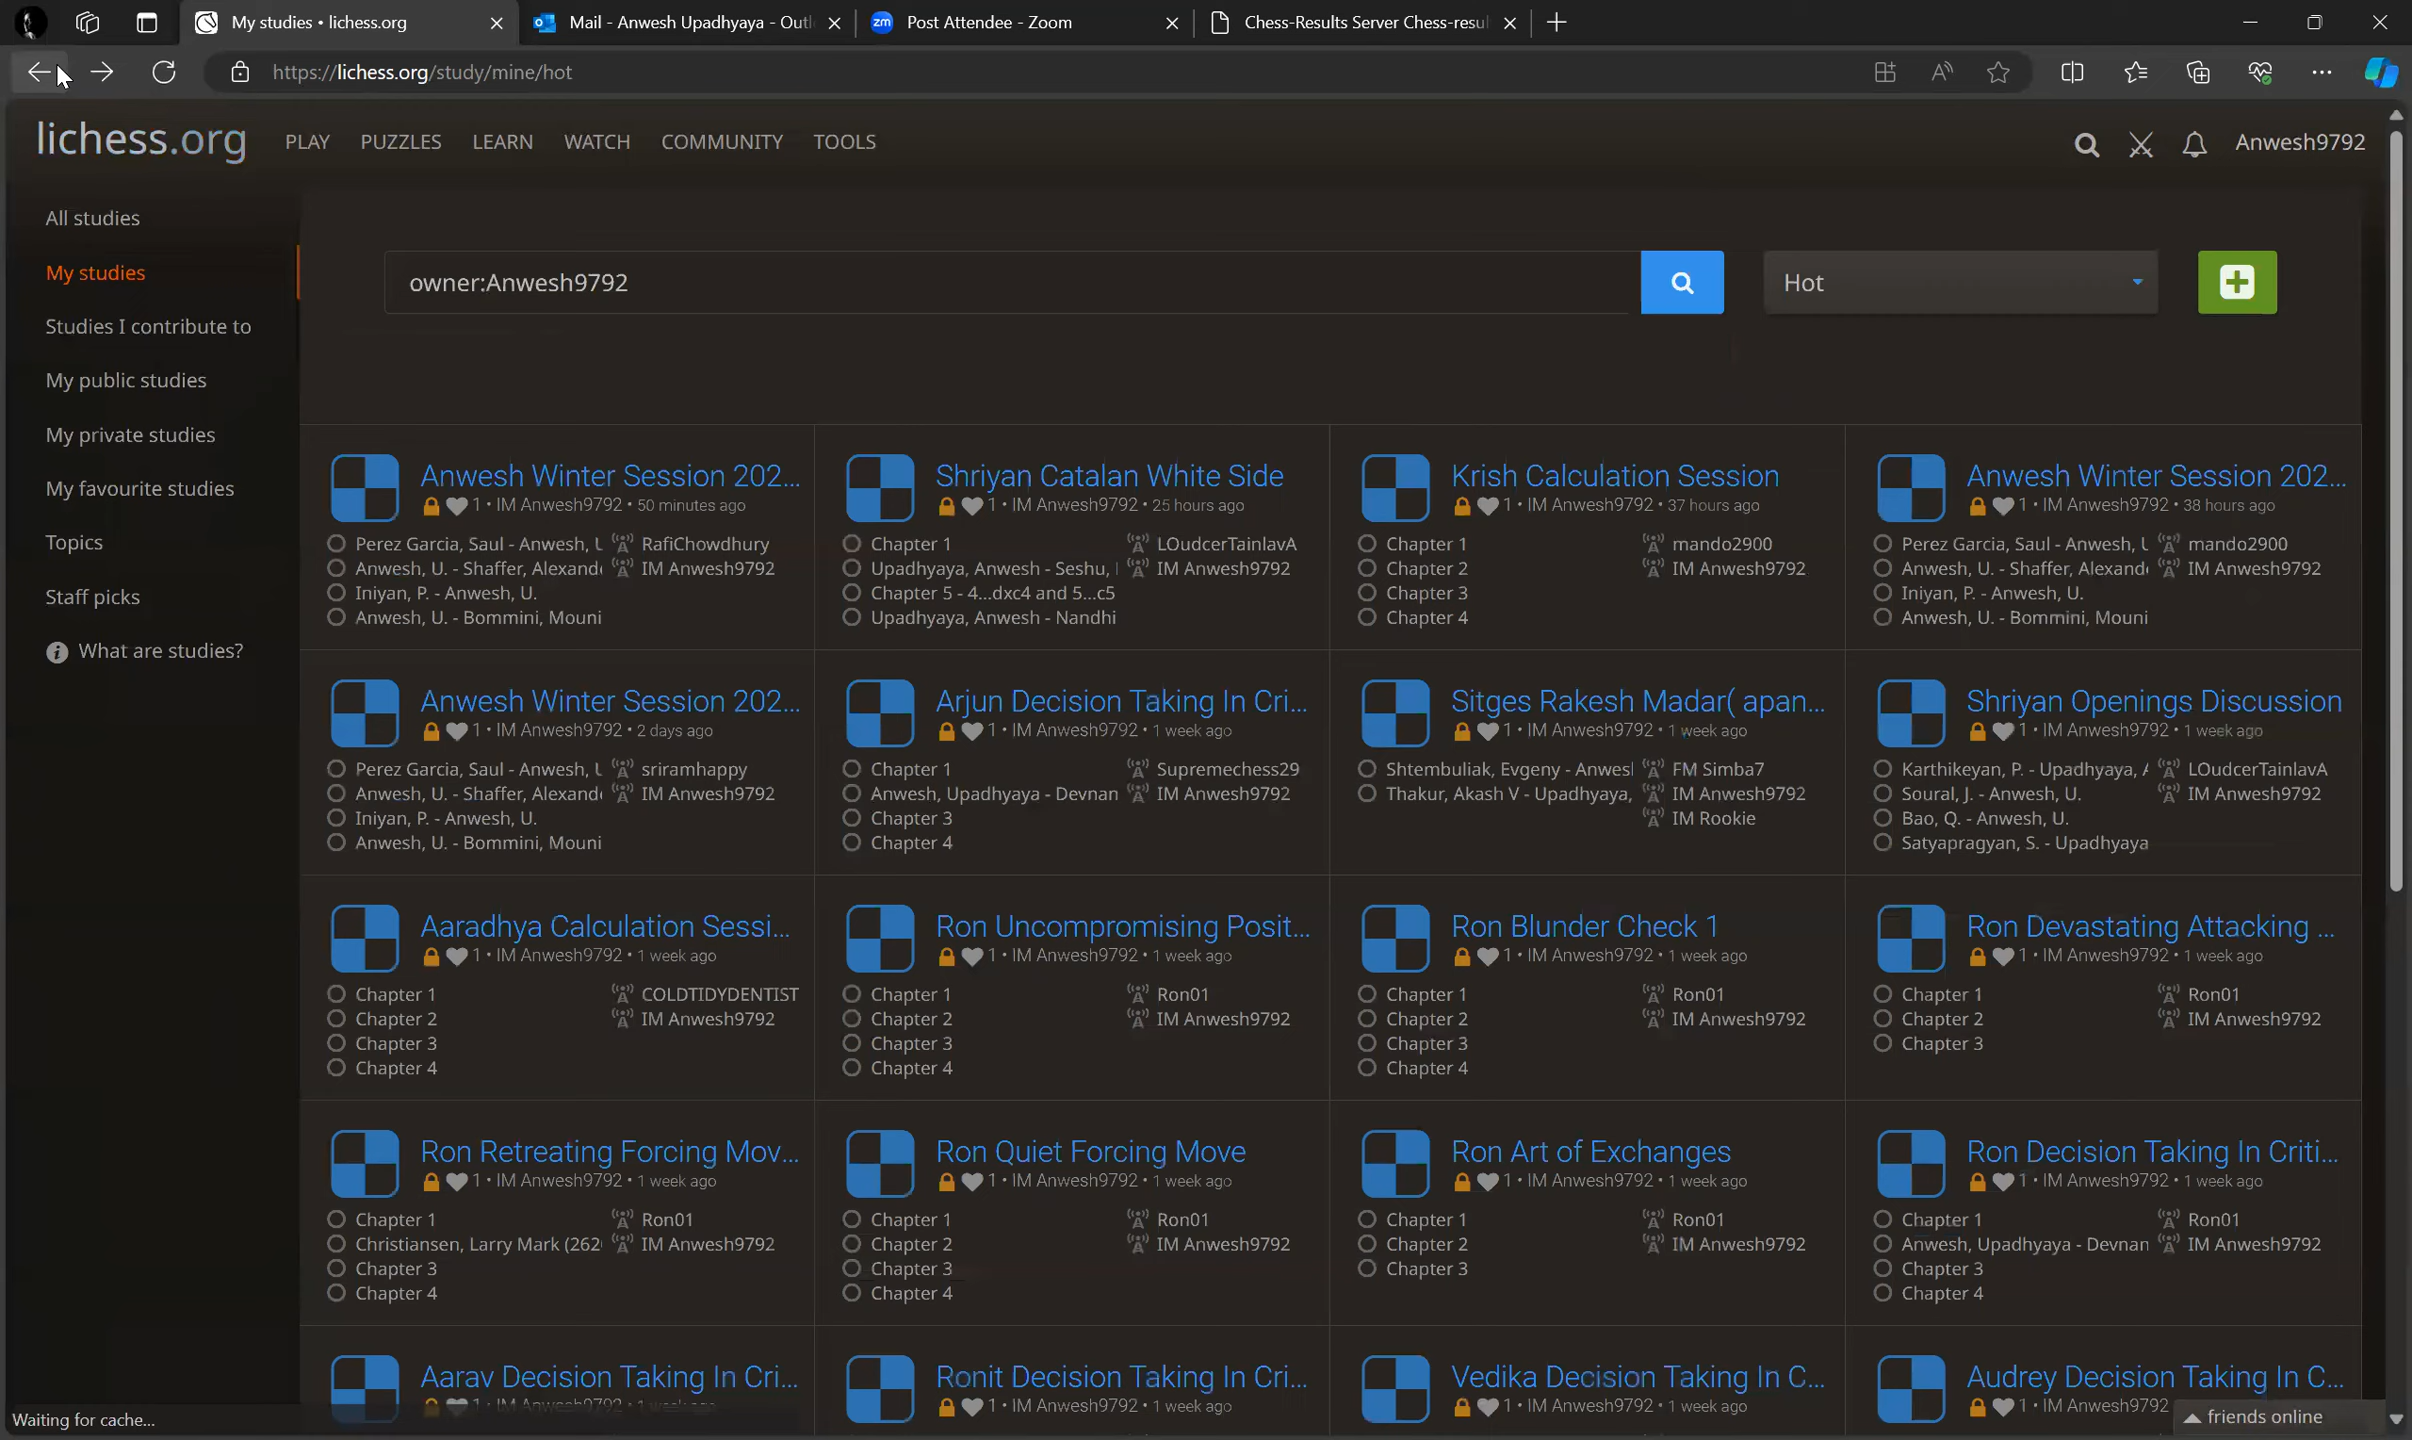 My studies • lichess.org
Mail - Anwesh Upadhyaya - Outl
Post Attendee - Zoom
Chess-Results Server Chess-resul
https://lichess.org/study/mine/hot
lichess.org PLAY PUZZLES LEARN WATCH COMMUNITY TOOLS Anwesh9792
All studies
My studies
Studies I contribute to
My public studies
My private studies
My favourite studies
Topics
Staff picks
What are studies?
owner:Anwesh9792
Hot
Anwesh Winter Session 202...
1 • IM Anwesh9792 • 50 minutes ago
Perez Garcia, Saul - Anwesh, U RafiChowdhury
Anwesh, U. - Shaffer, Alexande IM Anwesh9792
Iniyan, P. - Anwesh, U.
Anwesh, U. - Bommini, Mouni
Shriyan Catalan White Side
1 • IM Anwesh9792 • 25 hours ago
Chapter 1 LOudcerTainlavA
Upadhyaya, Anwesh - Seshu, IM Anwesh9792
Chapter 5 - 4...dxc4 and 5...c5
Upadhyaya, Anwesh - Nandhi
Krish Calculation Session
1 • IM Anwesh9792 • 37 hours ago
Chapter 1 mando2900
Chapter 2 IM Anwesh9792
Chapter 3
Chapter 4
Anwesh Winter Session 202...
1 • IM Anwesh9792 • 38 hours ago
Perez Garcia, Saul - Anwesh, U mando2900
Anwesh, U. - Shaffer, Alexande IM Anwesh9792
Iniyan, P. - Anwesh, U.
Anwesh, U. - Bommini, Mouni
Anwesh Winter Session 202...
1 • IM Anwesh9792 • 2 days ago
Perez Garcia, Saul - Anwesh, U sriramhappy
Anwesh, U. - Shaffer, Alexande IM Anwesh9792
Iniyan, P. - Anwesh, U.
Anwesh, U. - Bommini, Mouni
Arjun Decision Taking In Cri...
1 • IM Anwesh9792 • 1 week ago
Chapter 1 Supremechess29
Anwesh, Upadhyaya - Devnan IM Anwesh9792
Chapter 3
Chapter 4
Sitges Rakesh Madar( apan...
1 • IM Anwesh9792 • 1 week ago
Shtembuliak, Evgeny - Anwesl FM Simba7
Thakur, Akash V - Upadhyaya, IM Anwesh9792
IM Rookie
Shriyan Openings Discussion
1 • IM Anwesh9792 • 1 week ago
Karthikeyan, P. - Upadhyaya, A LOudcerTainlavA
Soural, J. - Anwesh, U. IM Anwesh9792
Bao, Q. - Anwesh, U.
Satyapragyan, S. - Upadhyaya
Aaradhya Calculation Sessi...
1 • IM Anwesh9792 • 1 week ago
Chapter 1 COLDTIDYDENTIST
Chapter 2 IM Anwesh9792
Chapter 3
Chapter 4
Ron Uncompromising Posit...
1 • IM Anwesh9792 • 1 week ago
Chapter 1 Ron01
Chapter 2 IM Anwesh9792
Chapter 3
Chapter 4
Ron Blunder Check 1
1 • IM Anwesh9792 • 1 week ago
Chapter 1 Ron01
Chapter 2 IM Anwesh9792
Chapter 3
Chapter 4
Ron Devastating Attacking ...
1 • IM Anwesh9792 • 1 week ago
Chapter 1 Ron01
Chapter 2 IM Anwesh9792
Chapter 3
Ron Retreating Forcing Mov...
1 • IM Anwesh9792 • 1 week ago
Chapter 1 Ron01
Christiansen, Larry Mark (262 IM Anwesh9792
Chapter 3
Chapter 4
Ron Quiet Forcing Move
1 • IM Anwesh9792 • 1 week ago
Chapter 1 Ron01
Chapter 2 IM Anwesh9792
Chapter 3
Chapter 4
Ron Art of Exchanges
1 • IM Anwesh9792 • 1 week ago
Chapter 1 Ron01
Chapter 2 IM Anwesh9792
Chapter 3
Ron Decision Taking In Criti...
1 • IM Anwesh9792 • 1 week ago
Chapter 1 Ron01
Anwesh, Upadhyaya - Devnan IM Anwesh9792
Chapter 3
Chapter 4
Aarav Decision Taking In Cri...
1 • IM Anwesh9792 • 1 week ago
Ronit Decision Taking In Cri...
1 • IM Anwesh9792 • 1 week ago
Vedika Decision Taking In C...
1 • IM Anwesh9792 • 1 week ago
Audrey Decision Taking In C...
1 • IM Anwesh9792
Waiting for cache...
friends online